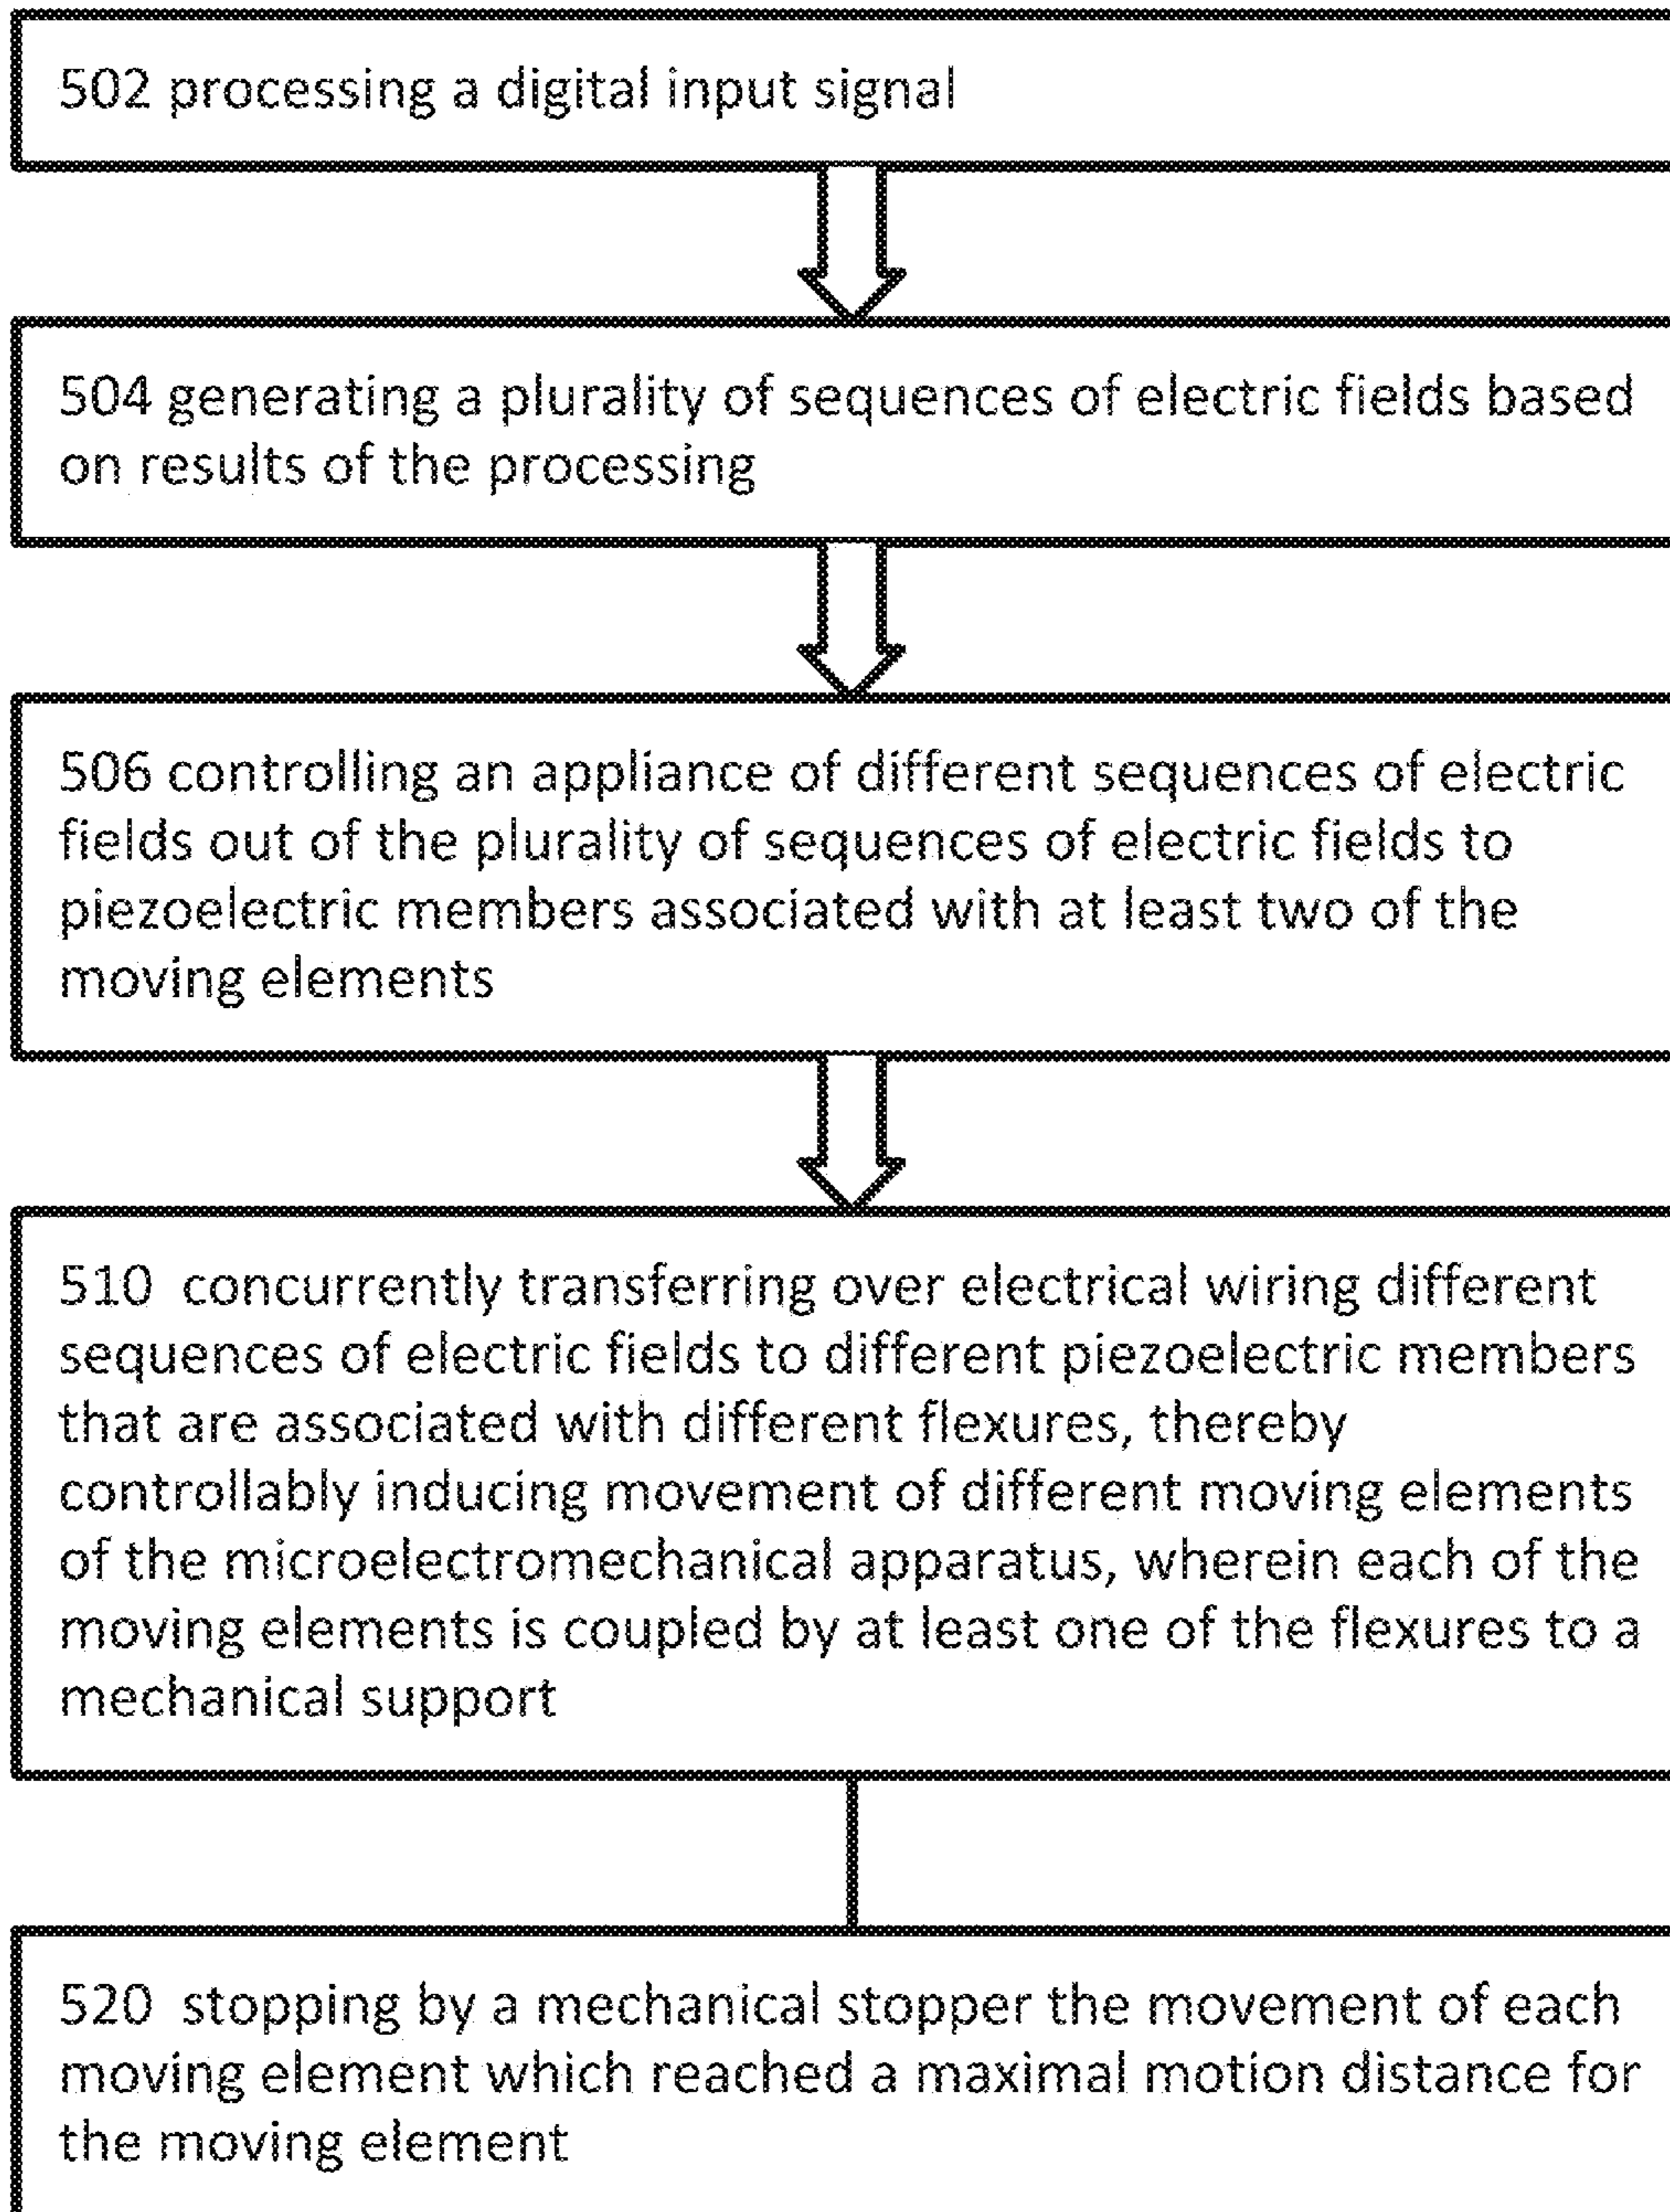 502 processing a digital input signal
504 generating a plurality of sequences of electric fields based
on results of the processing
506 controlling an appliance of different sequences of electric
fields out of the plurality of sequences of electric fields to
piezoelectric members associated with at least two of the
moving elements
510 concurrently transferring over electrical wiring different
sequences of electric fields to different piezoelectric members
that are associated with different flexures, thereby
controllably inducing movement of different moving elements
of the microelectromechanical apparatus, wherein each of the
moving elements is coupled by at least one of the flexures to a
mechanical support
520 stopping by a mechanical stopper the movement of each
moving element which reached a maximal motion distance for
the moving element